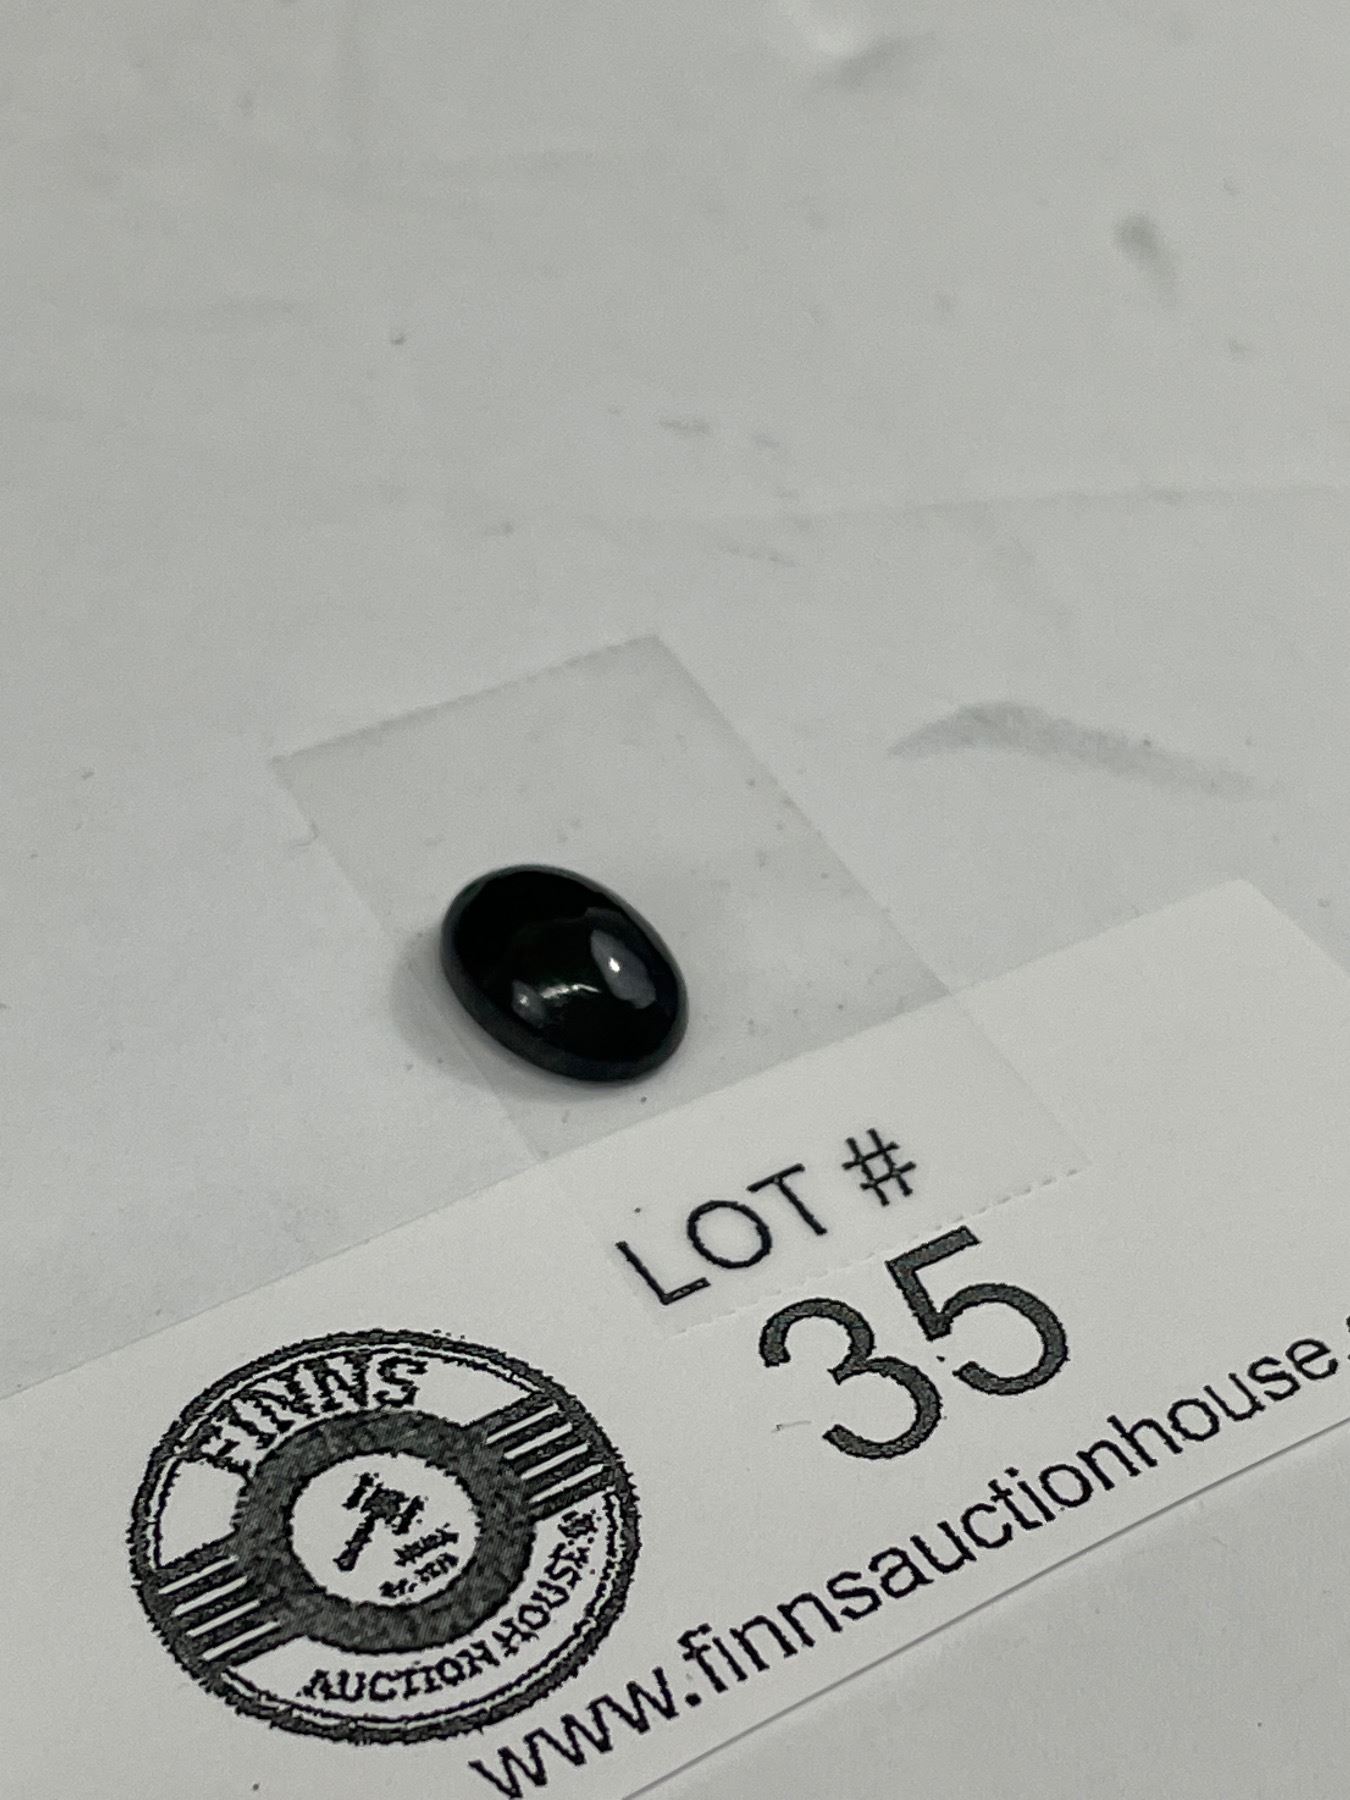 LOT #
35
FINNS
AUCTION HOUSE
www.finnsauctionhouse.